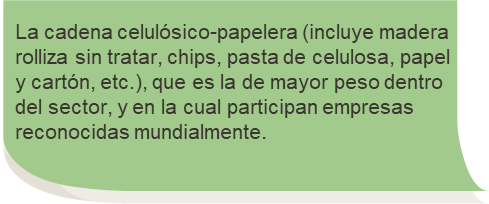 La cadena celulósico-papelera (incluye madera
rolliza sin tratar, chips, pasta de celulosa, papel
y cartón, etc.), que es la de mayor peso dentro
del sector, y en la cual participan empresas
reconocidas mundialmente.